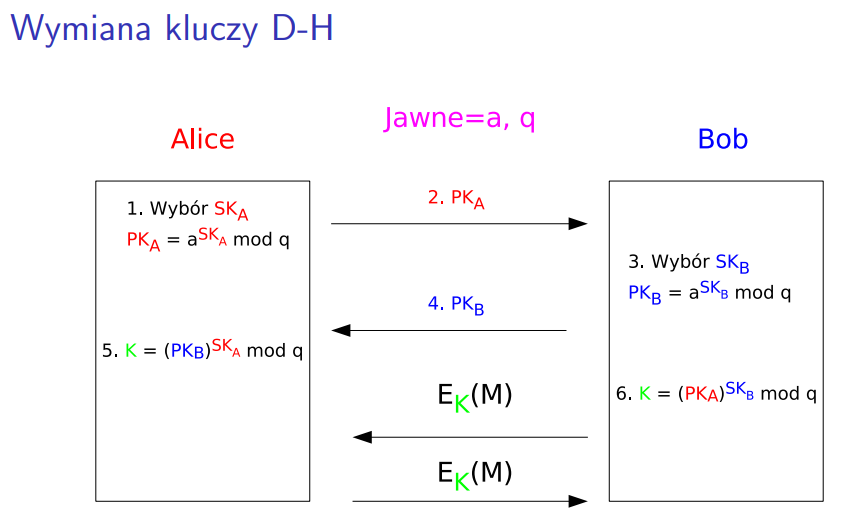 Wymiana kluczy D-H
Jawne=a, q
Alice
Bob
1. Wybór SK_A
PK_A = a^SK_A mod q
2. PK_A
3. Wybór SK_B
PK_B = a^SK_B mod q
4. PK_B
5. K = (PK_B)^SK_A mod q
6. K = (PK_A)^SK_B mod q
E_K(M)
E_K(M)